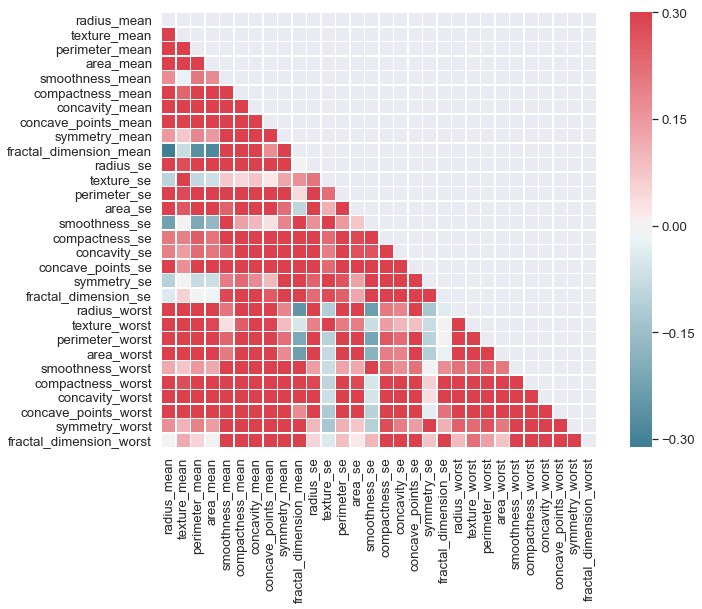 radius_mean
texture_mean
perimeter_mean
area_mean
smoothness_mean
compactness_mean
concavity_mean
concave_points_mean
symmetry_mean
fractal_dimension_mean
radius_se
texture_se
perimeter_se
area_se
smoothness_se
compactness_se
concavity_se
concave_points_se
symmetry_se
fractal_dimension_se
radius_worst
texture_worst
perimeter_worst
area_worst
smoothness_worst
compactness_worst
concavity_worst
concave_points_worst
symmetry_worst
fractal_dimension_worst
radius_mean
texture_mean
perimeter_mean
area_mean
smoothness_mean
compactness_mean
concavity_mean
concave_points_mean
symmetry_mean
fractal_dimension_mean
radius_se
texture_se
perimeter_se
area_se
smoothness_se
compactness_se
concavity_se
concave_points_se
symmetry_se
fractal_dimension_se
radius_worst
texture_worst
perimeter_worst
area_worst
smoothness_worst
compactness_worst
concavity_worst
concave_points_worst
symmetry_worst
fractal_dimension_worst
0.30
0.15
0.00
−0.15
−0.30